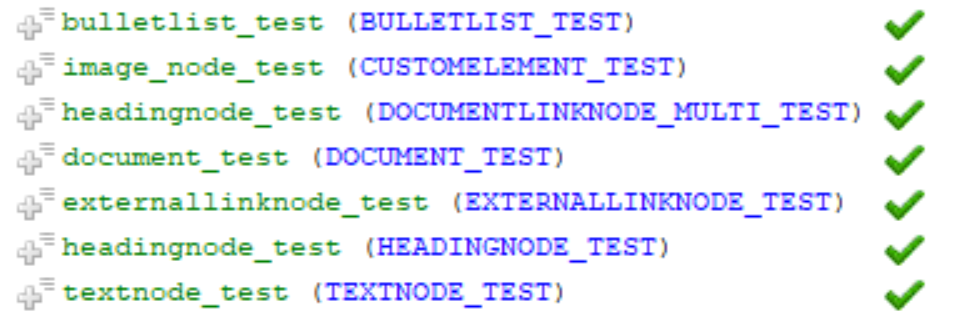 bulletlist_test (BULLETLIST_TEST)
image_node_test (CUSTOMELEMENT_TEST)
headingnode_test (DOCUMENTLINKNODE_MULTI_TEST)
document_test (DOCUMENT_TEST)
externallinknode_test (EXTERNALLINKNODE_TEST)
headingnode_test (HEADINGNODE_TEST)
textnode_test (TEXTNODE_TEST)